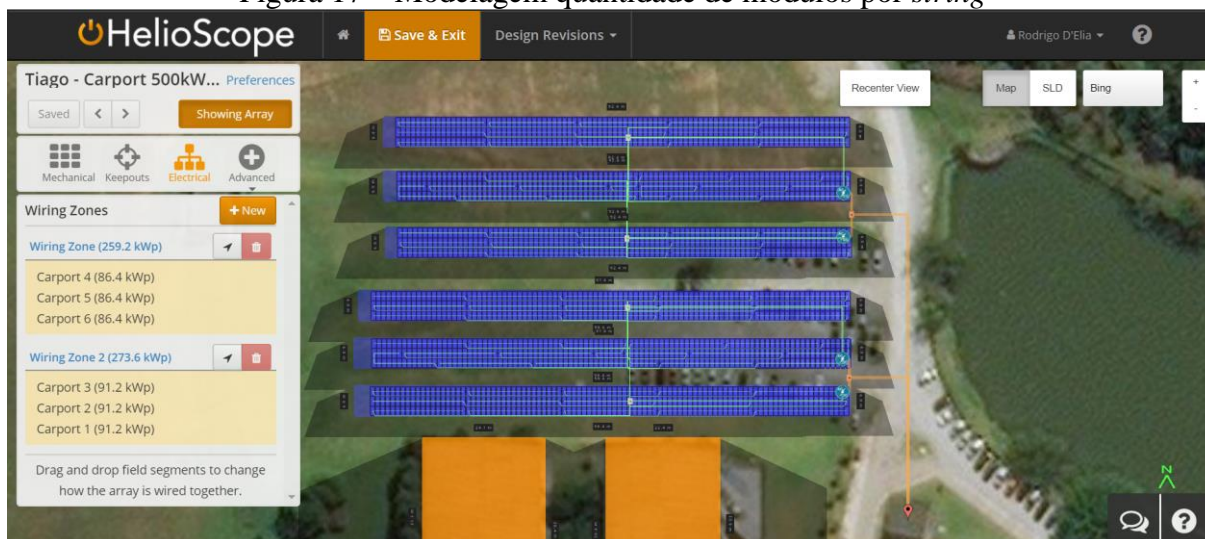 Figura 17 – Modelagem quantidade de módulos por string
HelioScope
Save & Exit
Design Revisions
Rodrigo D'Elia
?
Tiago - Carport 500kW... Preferences
Saved < > Showing Array
Mechanical Keepouts Electrical Advanced
Wiring Zones + New
Wiring Zone (259.2 kWp)
Carport 4 (86.4 kWp)
Carport 5 (86.4 kWp)
Carport 6 (86.4 kWp)
Wiring Zone 2 (273.6 kWp)
Carport 3 (91.2 kWp)
Carport 2 (91.2 kWp)
Carport 1 (91.2 kWp)
Drag and drop field segments to change
how the array is wired together.
Recenter View
Map SLD Bing
+
-
N
?